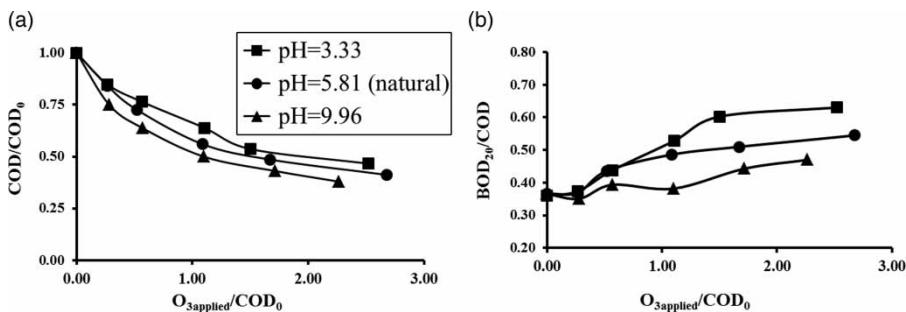 (a)
1.00
0.75
0.50
0.25
0.00
COD/COD₀
0.00 1.00 2.00 3.00
O₃applied/COD₀
pH=3.33
pH=5.81 (natural)
pH=9.96
(b)
0.80
0.70
0.60
0.50
0.40
0.30
0.20
BOD₂₀/COD
0.00 1.00 2.00 3.00
O₃applied/COD₀